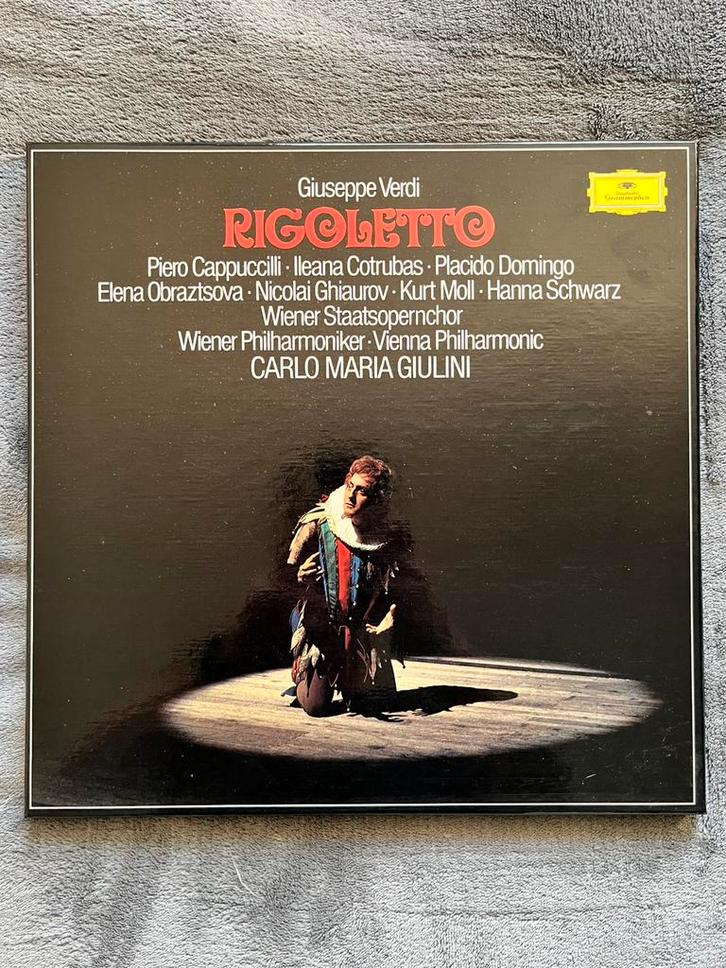 Giuseppe Verdi
Deutsche
Grammophon
RIGOLETTO
Piero Cappuccilli · Ileana Cotrubas · Placido Domingo
Elena Obraztsova · Nicolai Ghiaurov · Kurt Moll · Hanna Schwarz
Wiener Staatsopernchor
Wiener Philharmoniker · Vienna Philharmonic
CARLO MARIA GIULINI